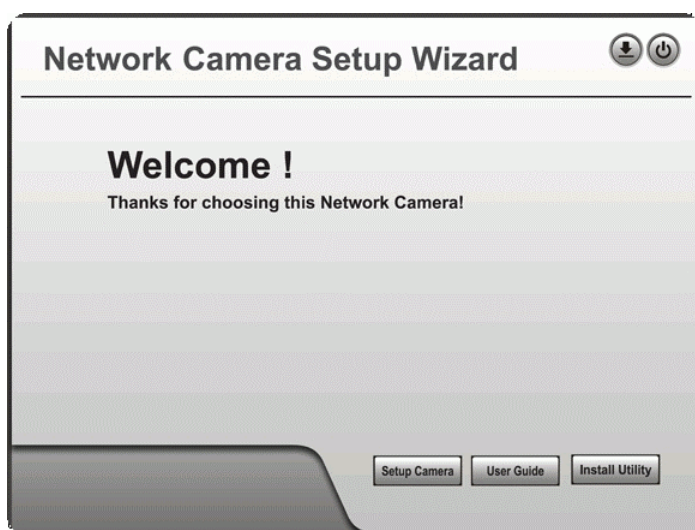 Network Camera Setup Wizard
Welcome !
Thanks for choosing this Network Camera!
Setup Camera
User Guide
Install Utility